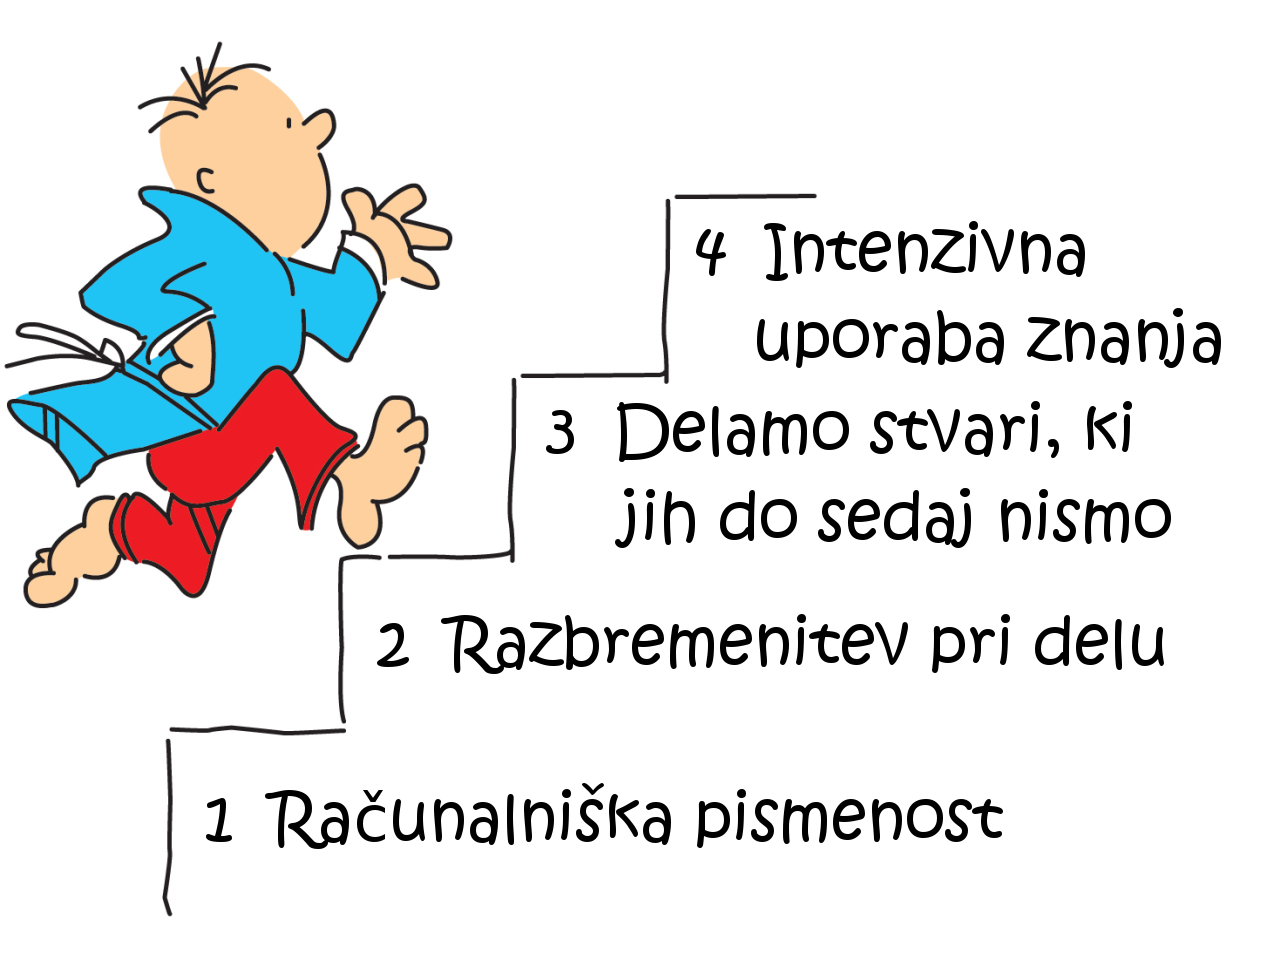 4 Intenzivna
uporaba znanja
3 Delamo stvari, ki
jih do sedaj nismo
2 Razbremenitev pri delu
1 Računalniška pismenost